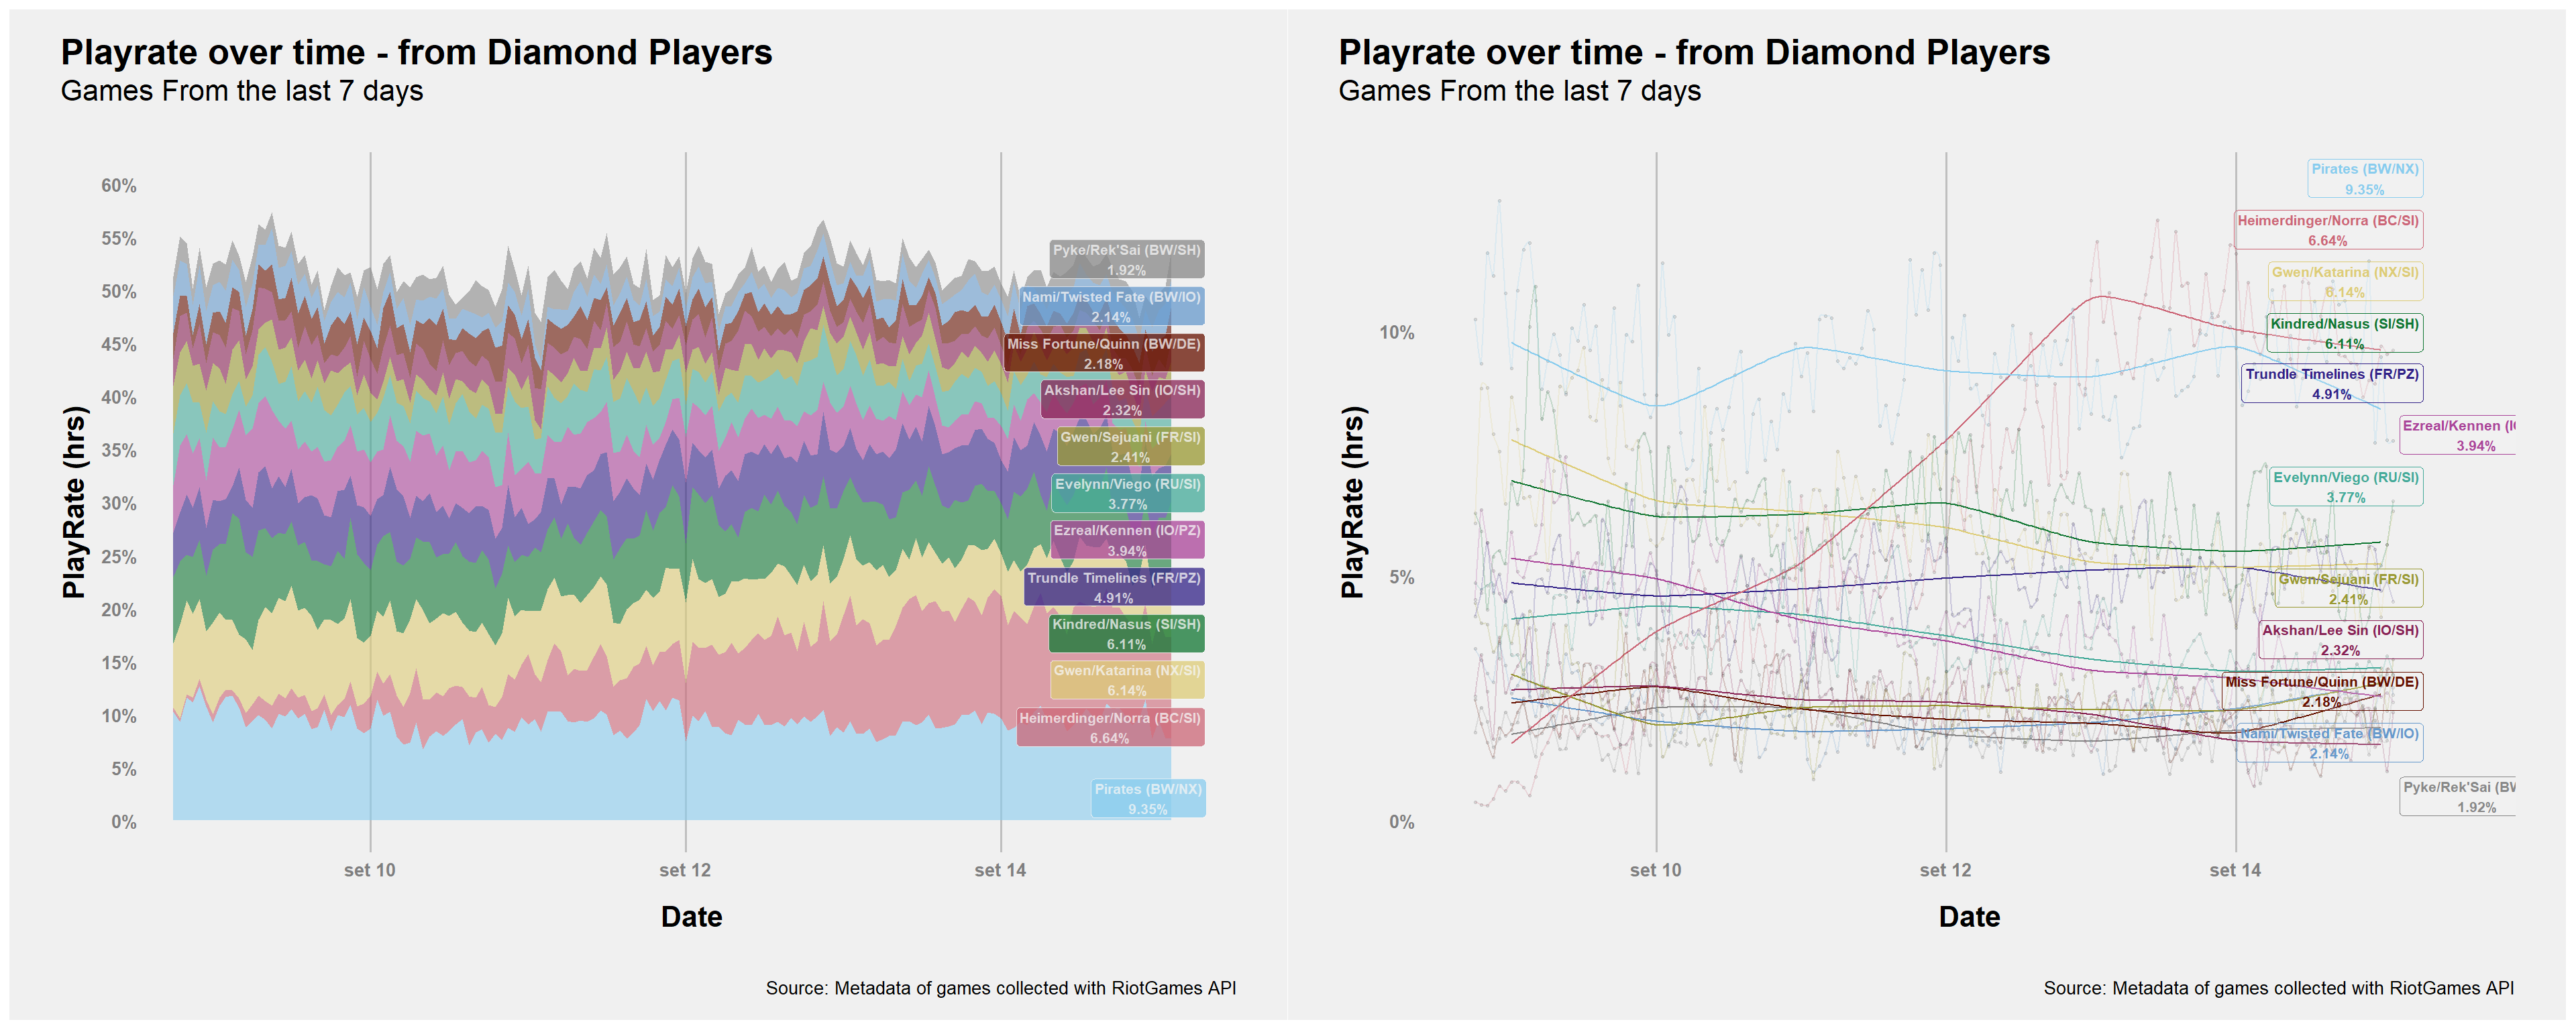 Playrate over time - from Diamond Players
Games From the last 7 days
PlayRate (hrs)
60%
55%
50%
45%
40%
35%
30%
25%
20%
15%
10%
5%
0%
Pyke/Rek'Sai (BW/SH)
1.92%
Nami/Twisted Fate (BW/IO)
2.14%
Miss Fortune/Quinn (BW/DE)
2.18%
Akshan/Lee Sin (IO/SH)
2.32%
Gwen/Sejuani (FR/SI)
2.41%
Evelynn/Viego (RU/SI)
3.77%
Ezreal/Kennen (IO/PZ)
3.94%
Trundle Timelines (FR/PZ)
4.91%
Kindred/Nasus (SI/SH)
6.11%
Gwen/Katarina (NX/SI)
6.14%
Heimerdinger/Norra (BC/SI)
6.64%
Pirates (BW/NX)
9.35%
set 10
set 12
set 14
Date
Source: Metadata of games collected with RiotGames API
Playrate over time - from Diamond Players
Games From the last 7 days
PlayRate (hrs)
10%
5%
0%
Pirates (BW/NX)
9.35%
Heimerdinger/Norra (BC/SI)
6.64%
Gwen/Katarina (NX/SI)
6.14%
Kindred/Nasus (SI/SH)
6.11%
Trundle Timelines (FR/PZ)
4.91%
Ezreal/Kennen (I
3.94%
Evelynn/Viego (RU/SI)
3.77%
Gwen/Sejuani (FR/SI)
2.41%
Akshan/Lee Sin (IO/SH)
2.32%
Miss Fortune/Quinn (BW/DE)
2.18%
Nami/Twisted Fate (BW/IO)
2.14%
Pyke/Rek'Sai (BW
1.92%
set 10
set 12
set 14
Date
Source: Metadata of games collected with RiotGames API